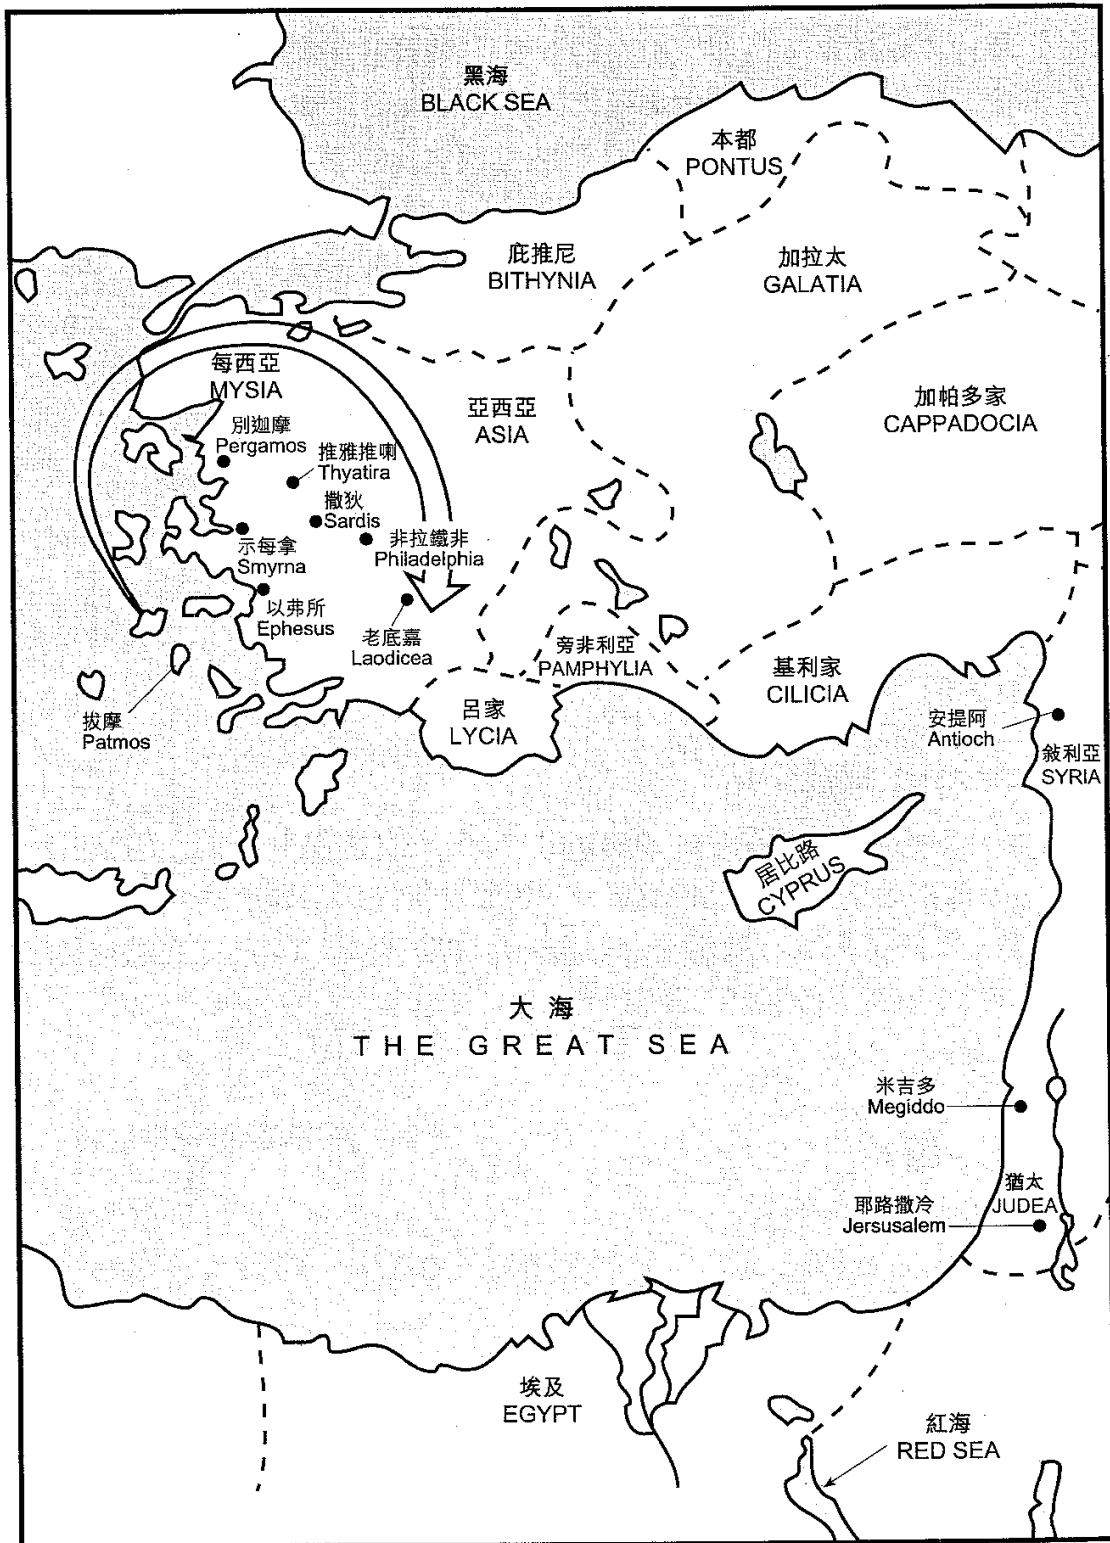 黑海
BLACK SEA
本都
PONTUS
庇推尼
BITHYNIA
加拉太
GALATIA
每西亞
MYSIA
亞西亞
ASIA
加帕多家
CAPPADOCIA
別迦摩
Pergamos
推雅推喇
Thyatira
撒狄
Sardis
非拉鐵非
Philadelphia
示每拿
Smyrna
以弗所
Ephesus
老底嘉
Laodicea
旁非利亞
PAMPHYLIA
基利家
CILICIA
呂家
LYCIA
拔摩
Patmos
安提阿
Antioch
敍利亞
SYRIA
居比路
CYPRUS
大海
THE GREAT SEA
米吉多
Megiddo
猶太
JUDEA
耶路撒冷
Jersusalem
埃及
EGYPT
紅海
RED SEA